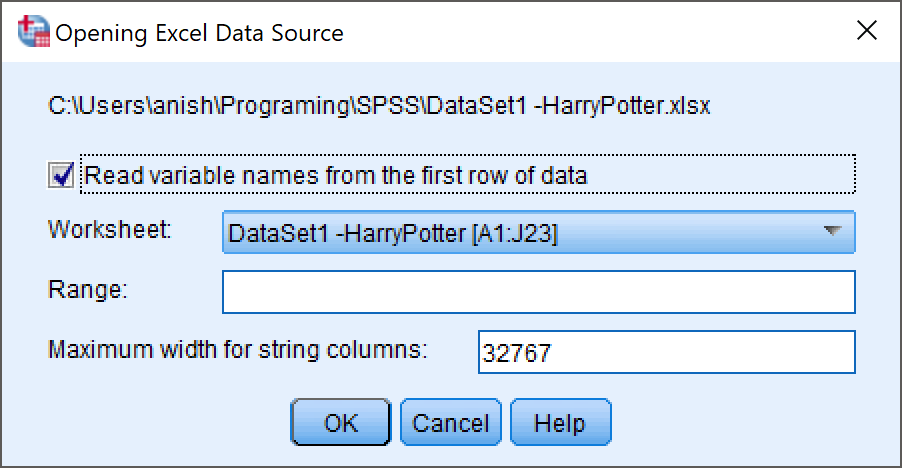 Opening Excel Data Source
C:\Users\anish\Programing\SPSS\DataSet1 -HarryPotter.xlsx
Read variable names from the first row of data
Worksheet: DataSet1 -HarryPotter [A1:J23]
Range:
Maximum width for string columns: 32767
OK Cancel Help